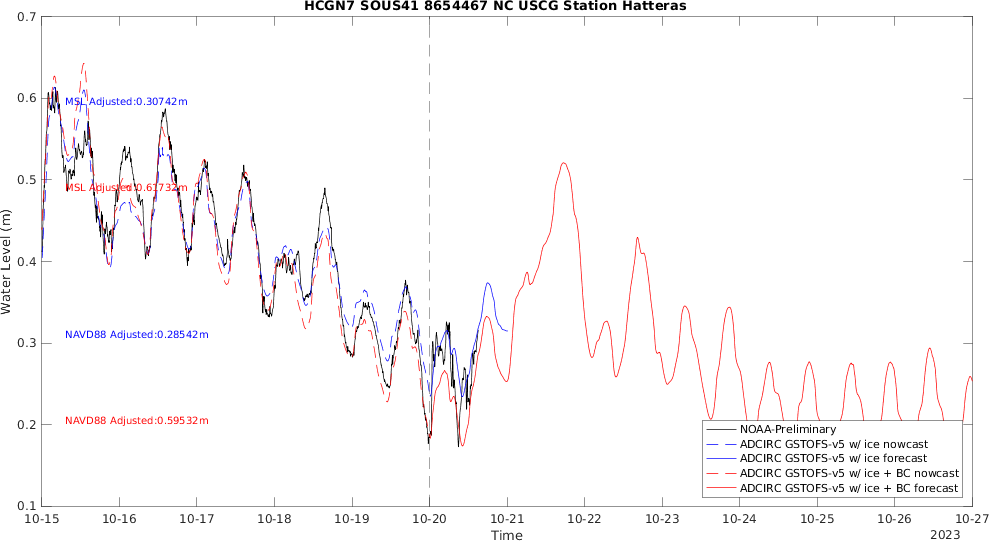 HCGN7 SOUS41 8654467 NC USCG Station Hatteras
0.7
0.6
0.5
0.4
0.3
0.2
0.1
Water Level (m)
MSL Adjusted:0.30742m
MSL Adjusted:0.61732m
NAVD88 Adjusted:0.28542m
NAVD88 Adjusted:0.59532m
NOAA-Preliminary
ADCIRC GSTOFS-v5 w/ ice nowcast
ADCIRC GSTOFS-v5 w/ ice forecast
ADCIRC GSTOFS-v5 w/ ice + BC nowcast
ADCIRC GSTOFS-v5 w/ ice + BC forecast
10-15 10-16 10-17 10-18 10-19 10-20 10-21 10-22 10-23 10-24 10-25 10-26 10-27
Time
2023